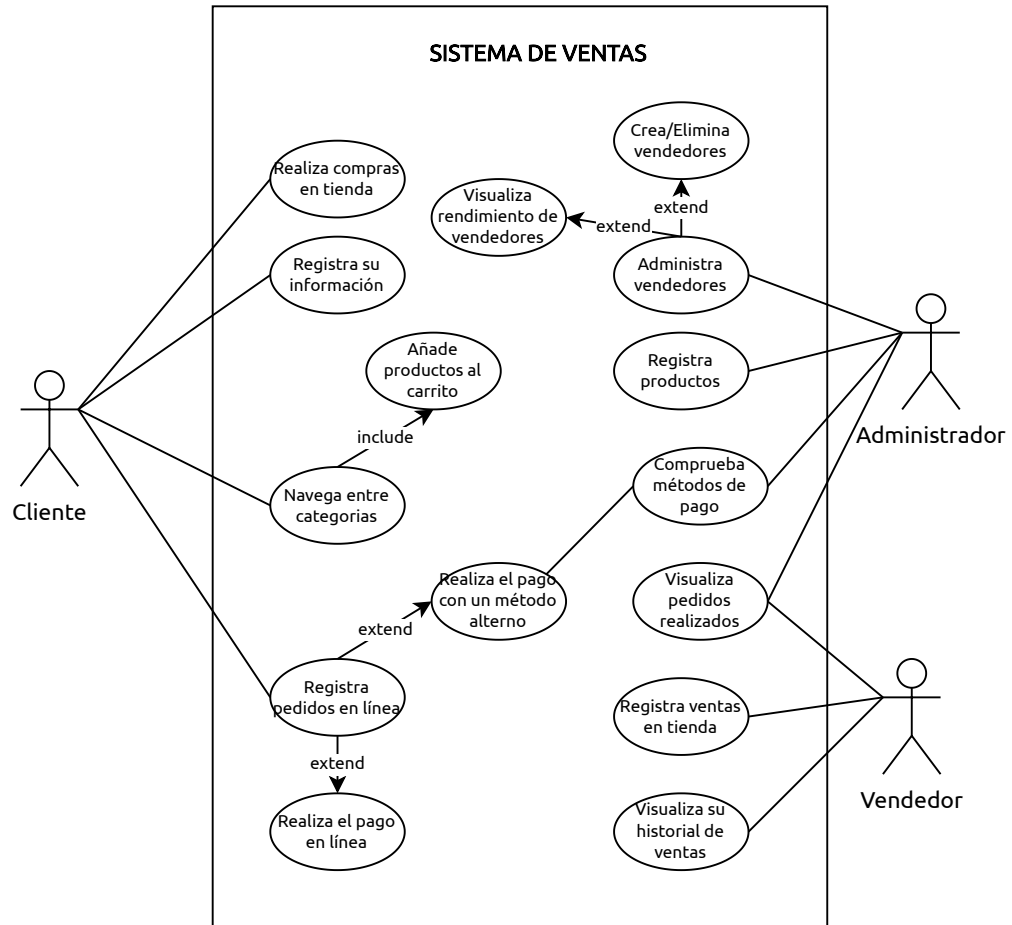 SISTEMA DE VENTAS
Crea/Elimina
vendedores
Realiza compras
en tienda
Visualiza
rendimiento de
vendedores
extend
extend
Registra su
información
Administra
vendedores
Añade
productos al
carrito
Registra
productos
include
Administrador
Navega entre
categorias
Cliente
Comprueba
métodos de
pago
Realiza el pago
con un método
alterno
Visualiza
pedidos
realizados
extend
Registra
pedidos en línea
Registra ventas
en tienda
extend
Vendedor
Realiza el pago
en línea
Visualiza su
historial de
ventas